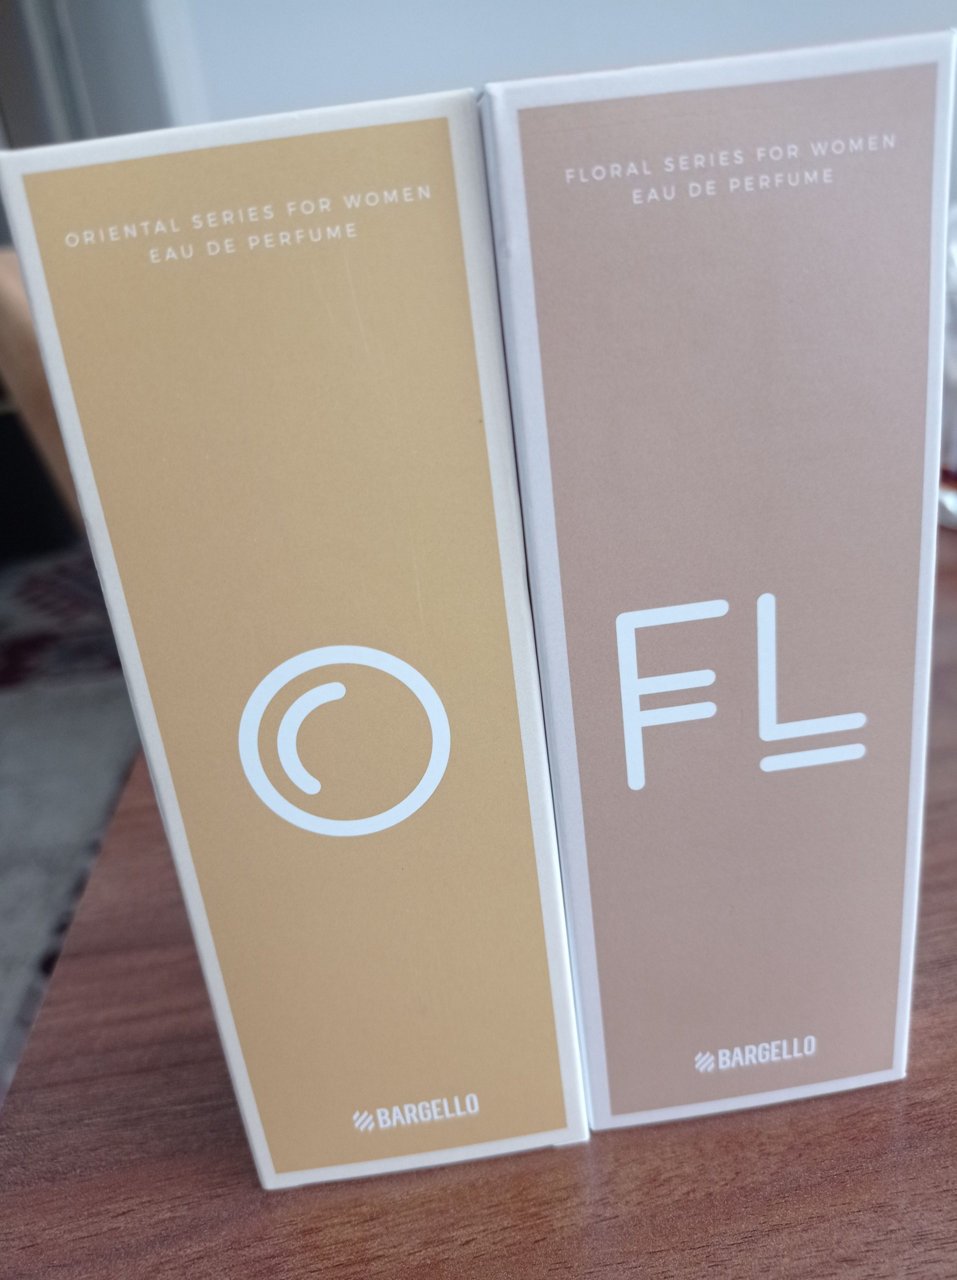 ORIENTAL SERIES FOR WOMEN
EAU DE PERFUME
O
BARGELLO
FLORAL SERIES FOR WOMEN
EAU DE PERFUME
FL
BARGELLO